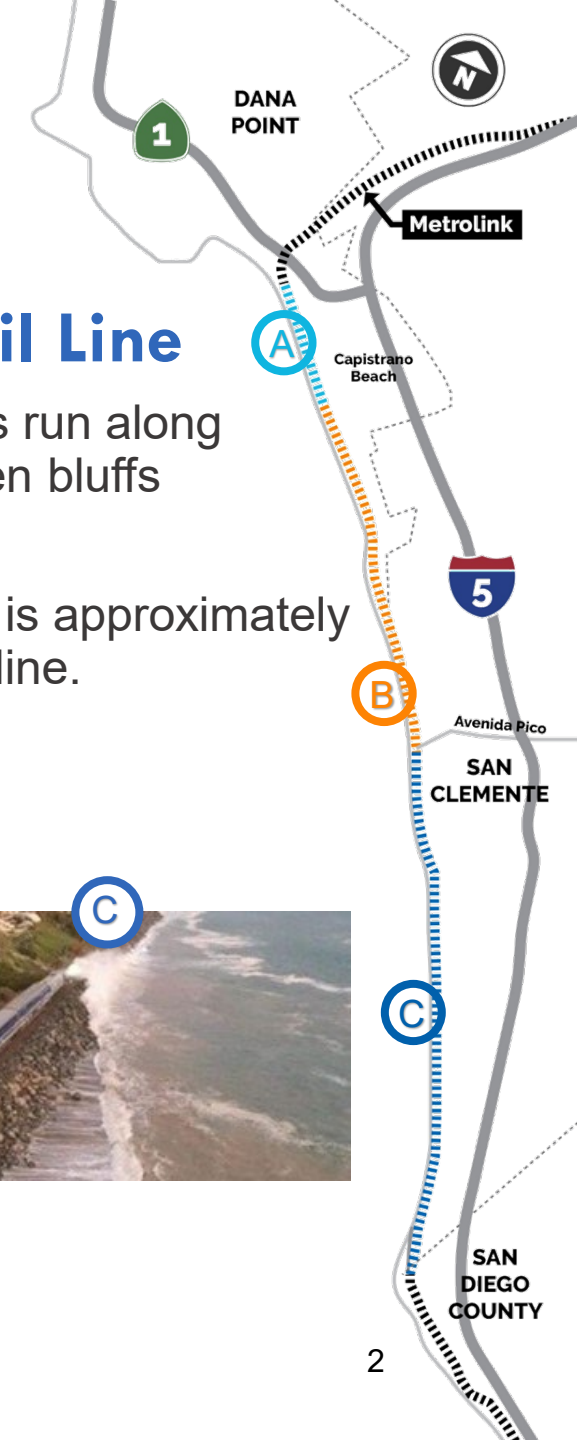 N
DANA
POINT
1
Metrolink
il Line
A
Capistrano
Beach
s run along
en bluffs
5
is approximately
line.
B
Avenida Pico
SAN
CLEMENTE
C
C
SAN
DIEGO
COUNTY
2